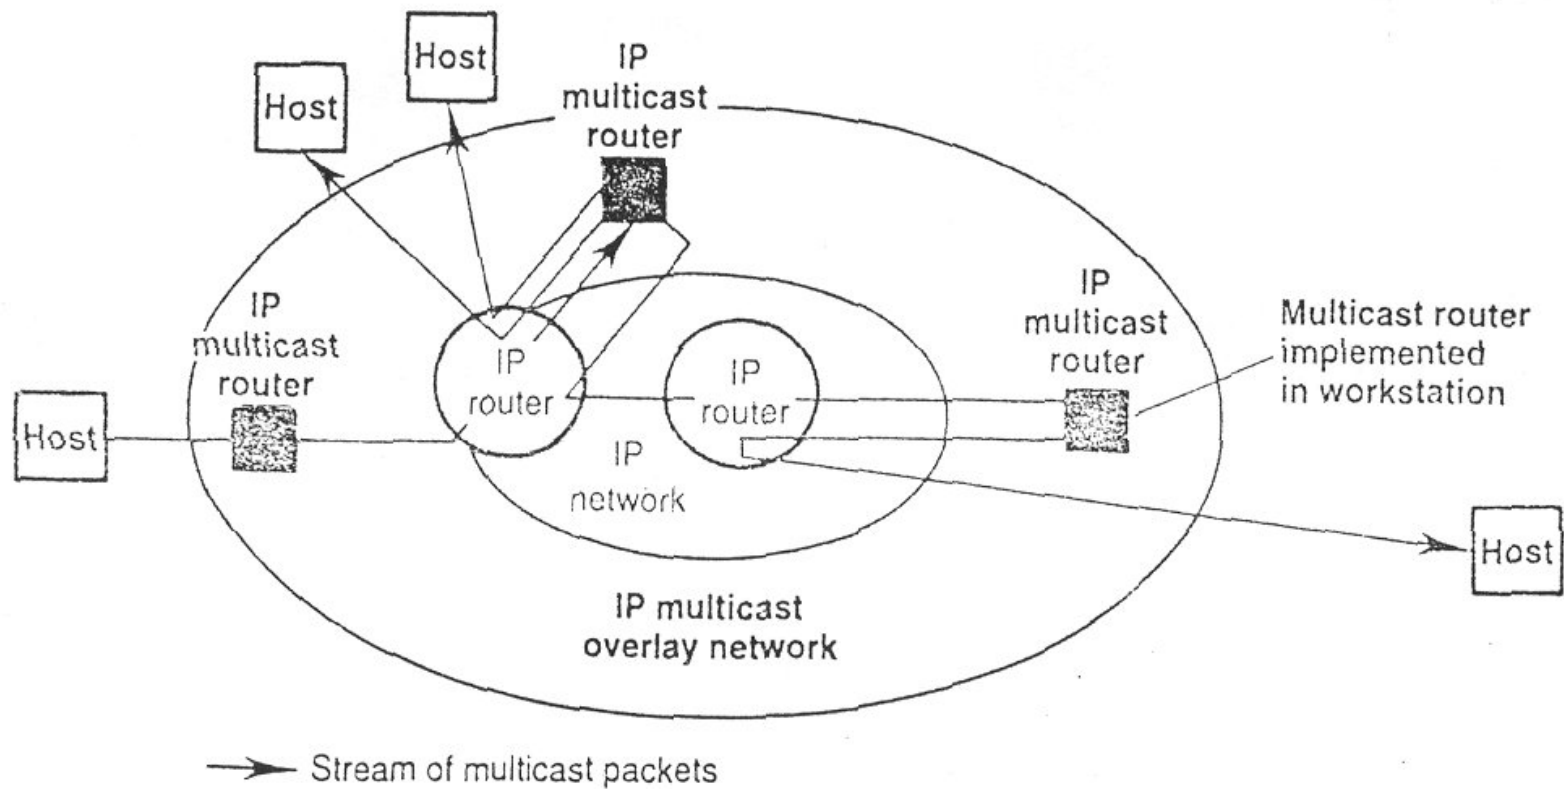 Host
Host
IP
multicast
router
IP
multicast
router
IP
multicast
router
Multicast router
implemented
in workstation
IP
router
IP
router
Host
IP
network
Host
IP multicast
overlay network
Stream of multicast packets